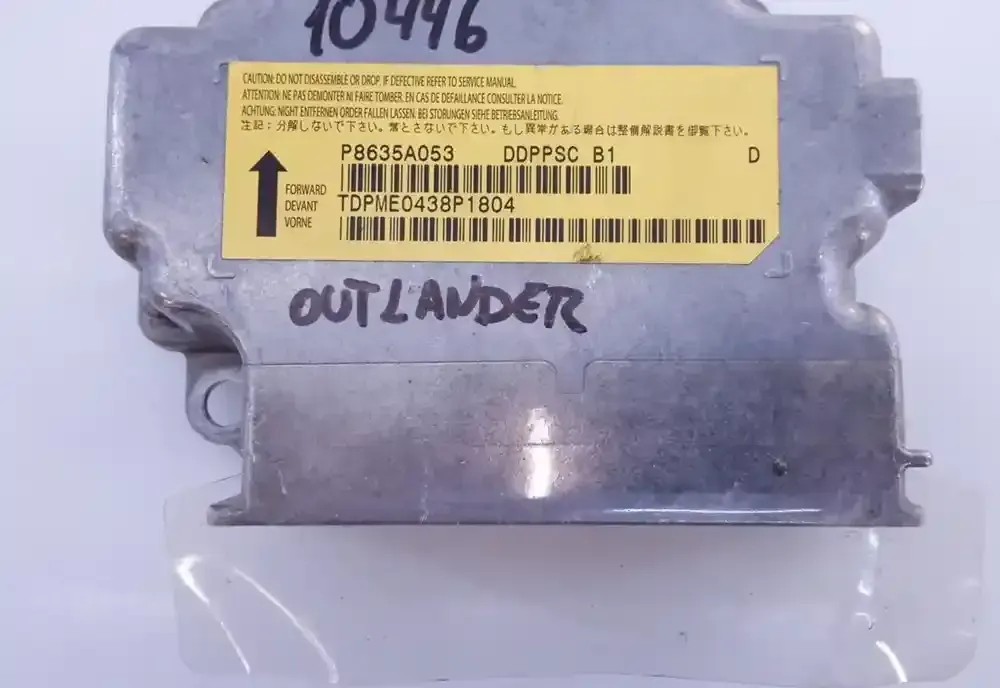 10446
CAUTION: DO NOT DISASSEMBLE OR DROP. IF DEFECTIVE REFER TO SERVICE MANUAL.
ATTENTION: NE PAS DEMONTER NI FAIRE TOMBER. EN CAS DE DEFAILLANCE CONSULTER LA NOTICE.
ACHTUNG: NIGHT ENTFERNEN ORDER FALLEN LASSEN. BEI STORUNGEN SIEHE BETRIEBSANLEITUNG.
注記：分解しないで下さい。落とさないで下さい。もし異常がある場合は整備解説書を御覧下さい。
P8635A053 DDPPSC B1 D
FORWARD
DEVANT
VORNE
TDPME0438P1804
OUTLANDER